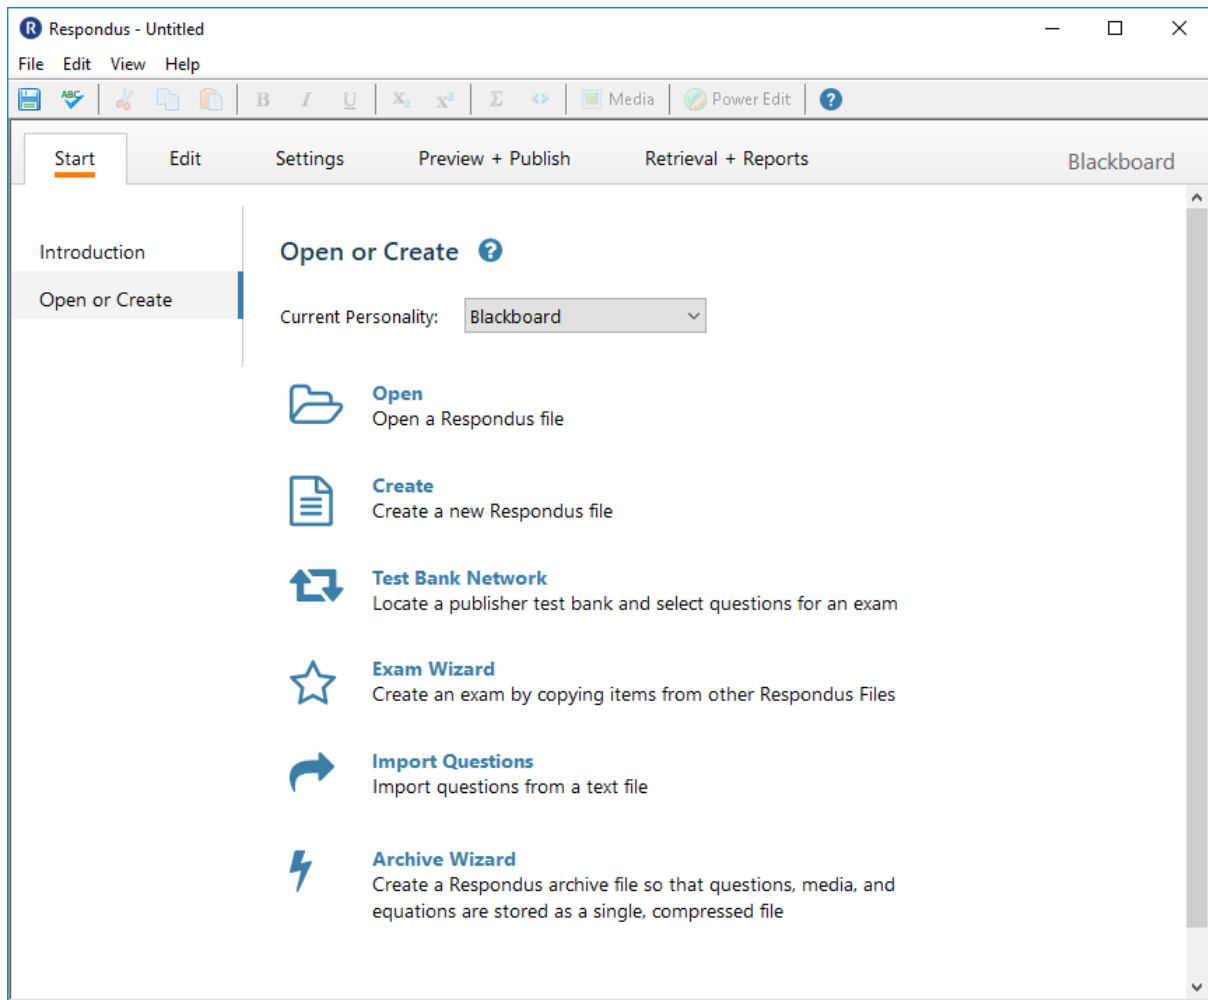 R Respondus - Untitled
File Edit View Help
ABC B I U X₂ X² Σ <> Media Power Edit ?
Start Edit Settings Preview + Publish Retrieval + Reports Blackboard
Introduction
Open or Create
Open or Create ?
Current Personality: Blackboard
Open
Open a Respondus file
Create
Create a new Respondus file
Test Bank Network
Locate a publisher test bank and select questions for an exam
Exam Wizard
Create an exam by copying items from other Respondus Files
Import Questions
Import questions from a text file
Archive Wizard
Create a Respondus archive file so that questions, media, and
equations are stored as a single, compressed file